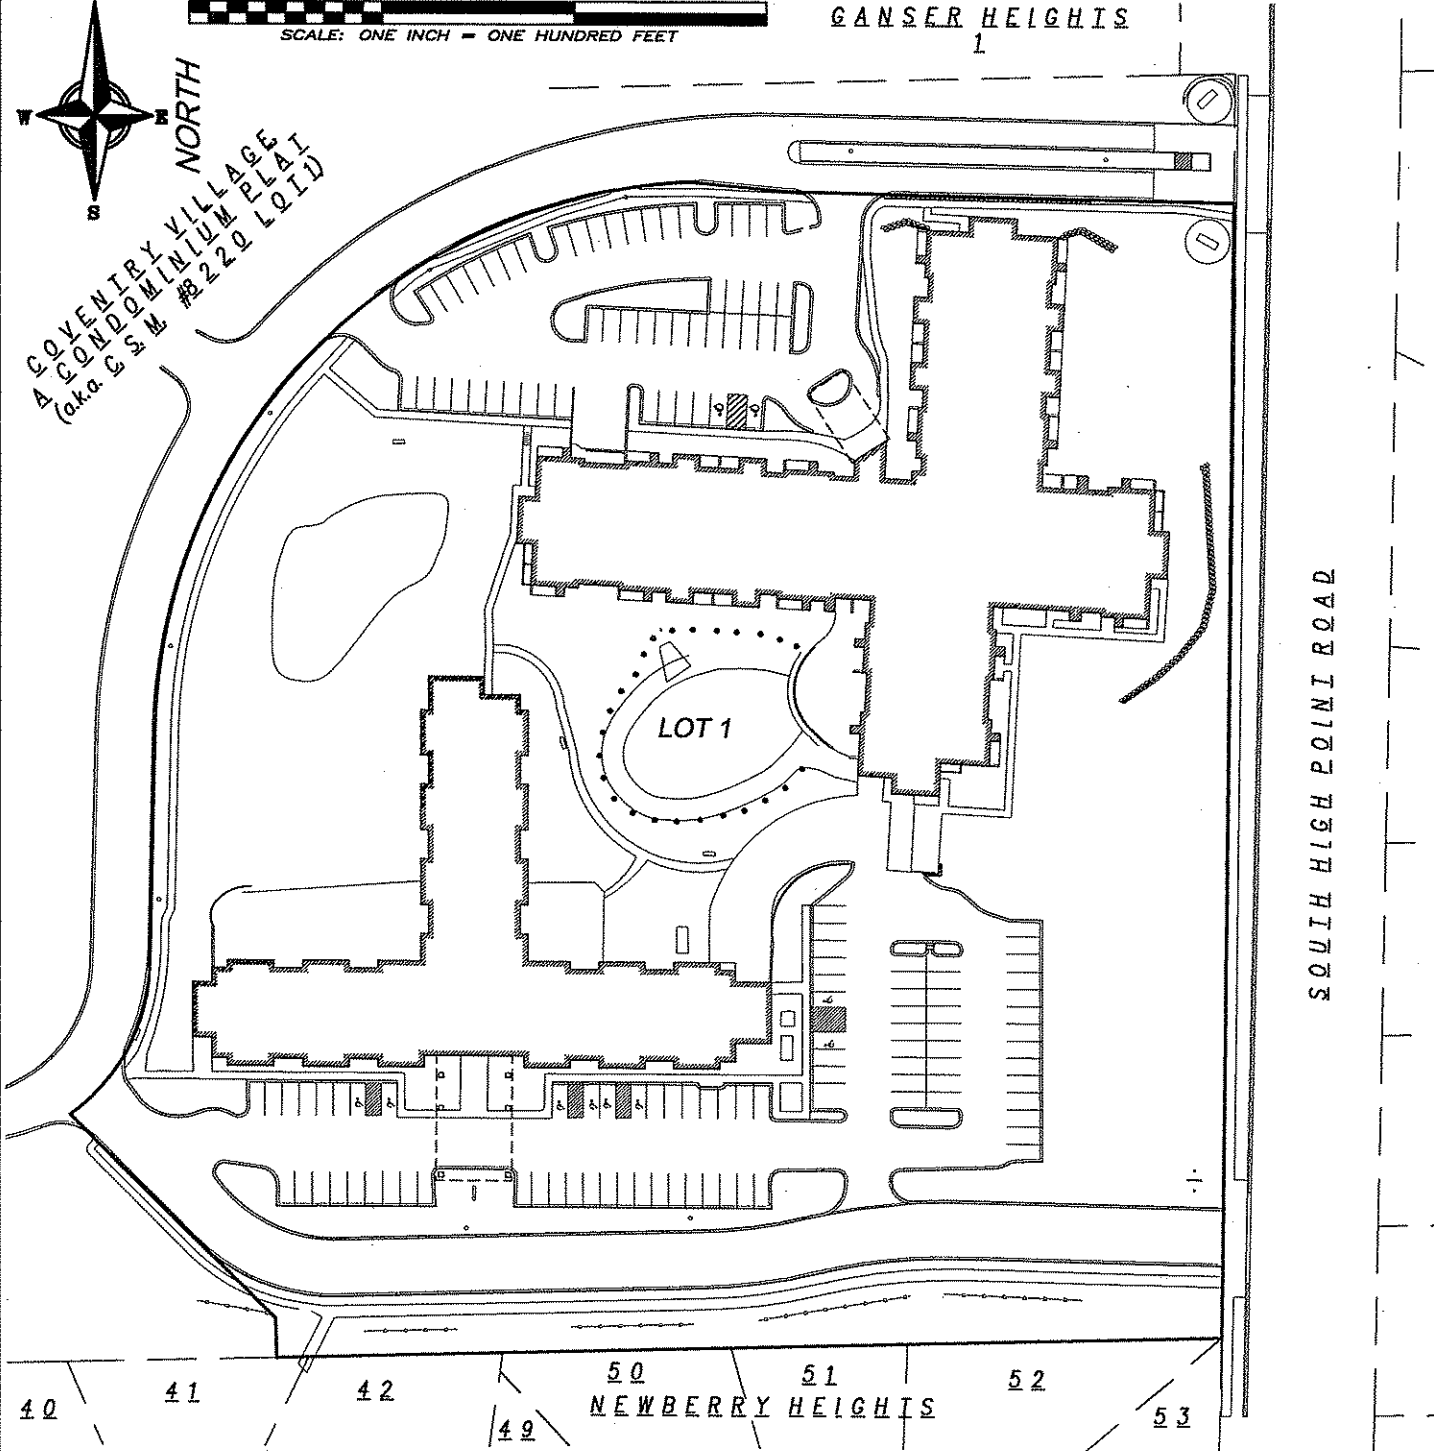 SCALE: ONE INCH = ONE HUNDRED FEET
GANSER HEIGHTS
1
W
E
S
NORTH
COVENTRY VILLAGE
A CONDOMINIUM PLAT
(a.k.a. C.S.M. #8220 LOT 1)
LOT 1
SOUTH HIGH POINT ROAD
40
41
42
49
50
51
52
53
NEWBERRY HEIGHTS